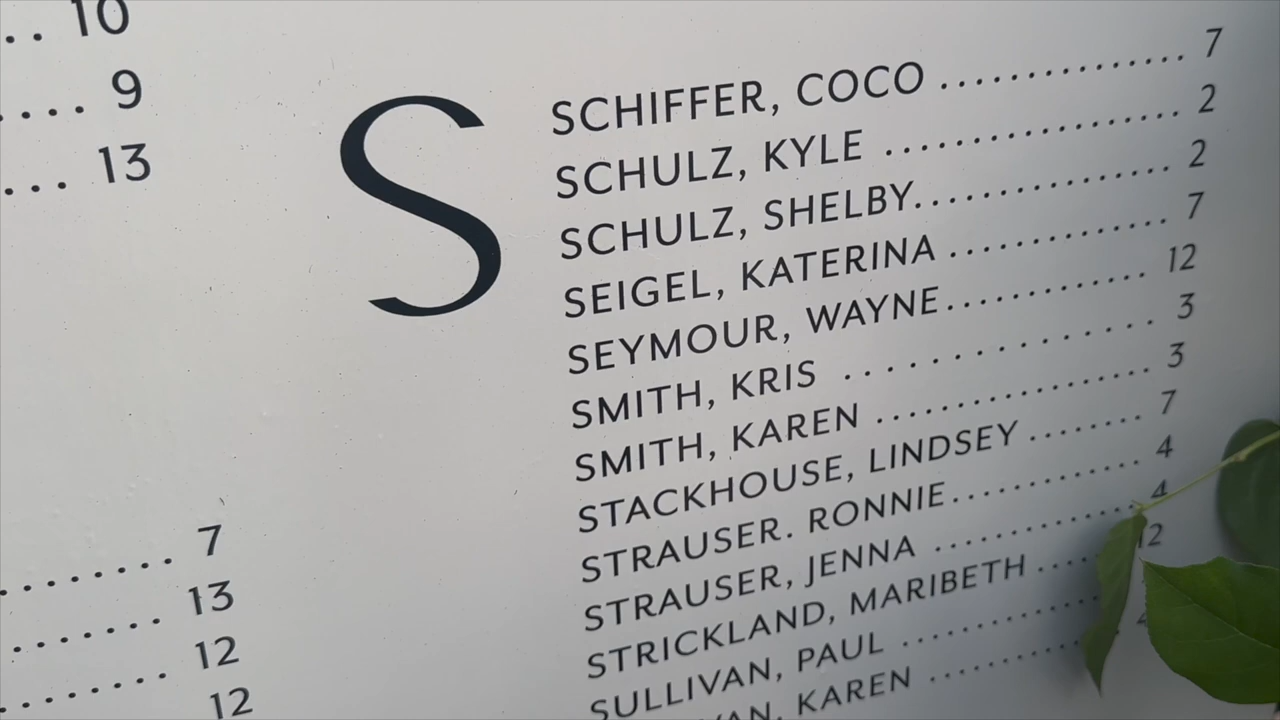 .. 10
.... 9
... 13
....... 7
....... 13
....... 12
12
S
SCHIFFER, COCO ............... 7
SCHULZ, KYLE .................. 2
SCHULZ, SHELBY................ 2
SEIGEL, KATERINA ............. 7
SEYMOUR, WAYNE............. 12
SMITH, KRIS ................ 3
SMITH, KAREN .................. 3
STACKHOUSE, LINDSEY ........ 7
STRAUSER. RONNIE............. 4
STRAUSER, JENNA .............. 4
STRICKLAND, MARIBETH .... 12
SULLIVAN, PAUL ..............
KAREN ............